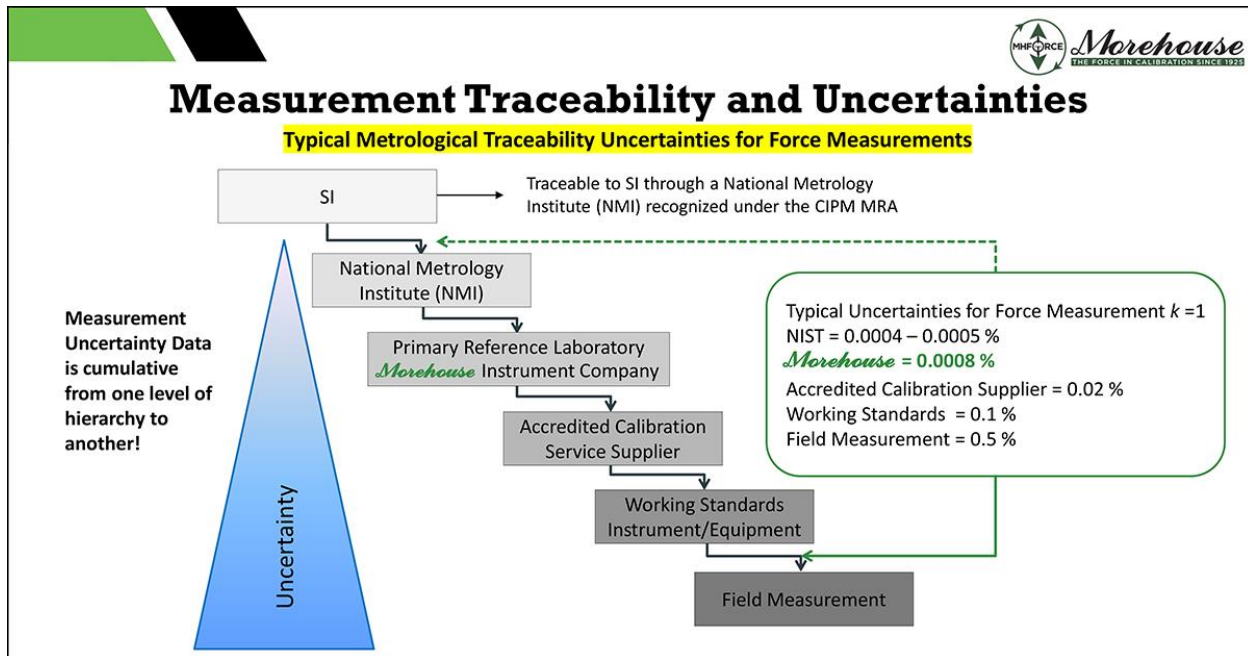 MHFORCE
Morehouse
THE FORCE IN CALIBRATION SINCE 1925
Measurement Traceability and Uncertainties
Typical Metrological Traceability Uncertainties for Force Measurements
SI
Traceable to SI through a National Metrology
Institute (NMI) recognized under the CIPM MRA
National Metrology
Institute (NMI)
Measurement
Uncertainty Data
is cumulative
from one level of
hierarchy to
another!
Primary Reference Laboratory
Morehouse Instrument Company
Accredited Calibration
Service Supplier
Working Standards
Instrument/Equipment
Field Measurement
Uncertainty
Typical Uncertainties for Force Measurement k =1
NIST = 0.0004 – 0.0005 %
Morehouse = 0.0008 %
Accredited Calibration Supplier = 0.02 %
Working Standards = 0.1 %
Field Measurement = 0.5 %